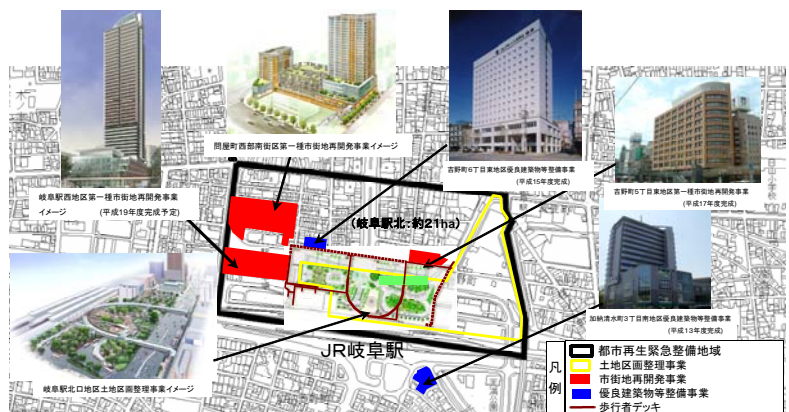 問屋町西部南街区第一種市街地再開発事業イメージ
吉野町6丁目東地区優良建築物等整備事業
(平成15年度完成)
吉野町5丁目東地区第一種市街地再開発事業
(平成17年度完成)
岐阜駅西地区第一種市街地再開発事業
イメージ (平成19年度完成予定)
(岐阜駅北:約21ha)
加納清水町3丁目南地区優良建築物等整備事業
(平成13年度完成)
JR岐阜駅
岐阜駅北口地区土地区画整理事業イメージ
凡例
都市再生緊急整備地域
土地区画整理事業
市街地再開発事業
優良建築物等整備事業
歩行者デッキ